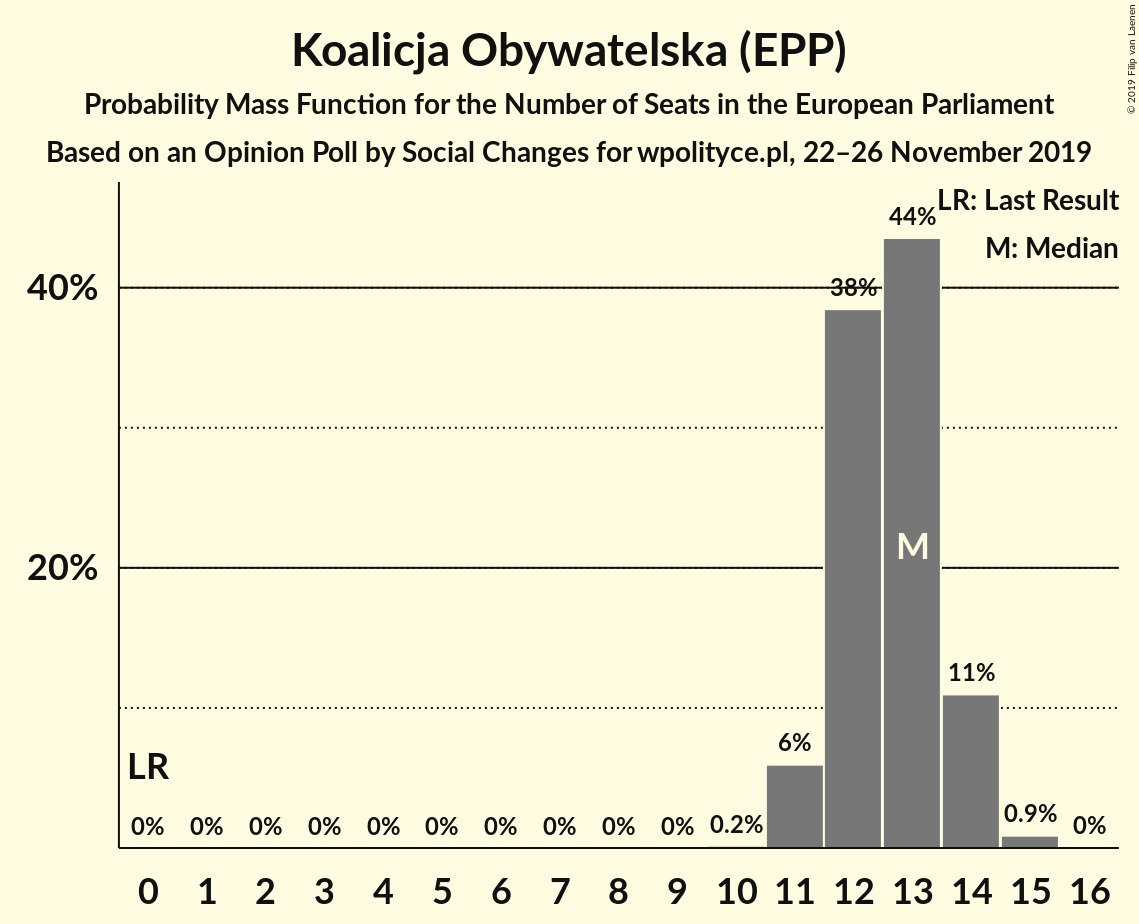 Koalicja Obywatelska (EPP)
Probability Mass Function for the Number of Seats in the European Parliament
Based on an Opinion Poll by Social Changes for wpolityce.pl, 22–26 November 2019
© 2019 Filip van Laenen
LR: Last Result
M: Median
40%
20%
44%
38%
M
11%
6%
LR
0% 0% 0% 0% 0% 0% 0% 0% 0% 0% 0.2% 0.9% 0%
0 1 2 3 4 5 6 7 8 9 10 11 12 13 14 15 16